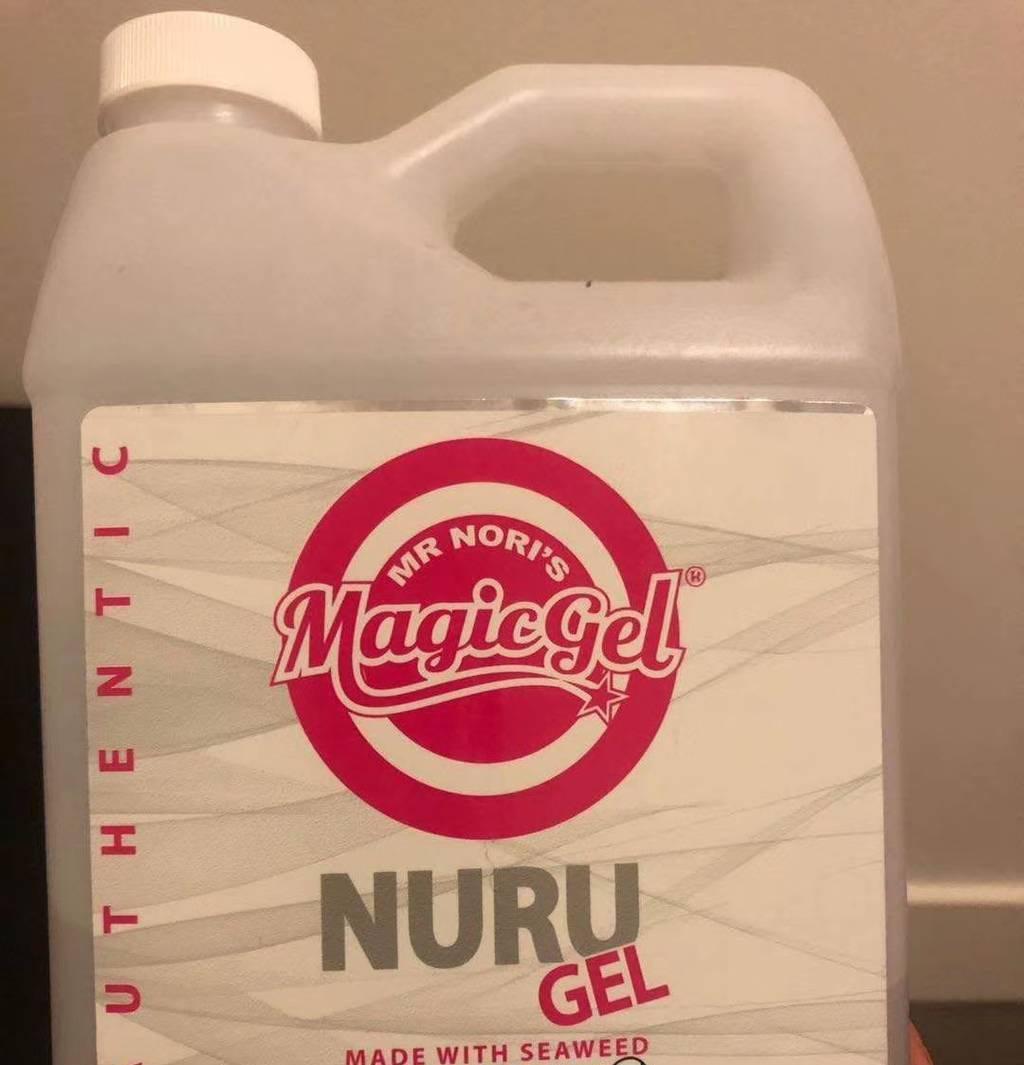 AUTHENTIC
MR NORI'S
MagicGel®
NURU
GEL
MADE WITH SEAWEED